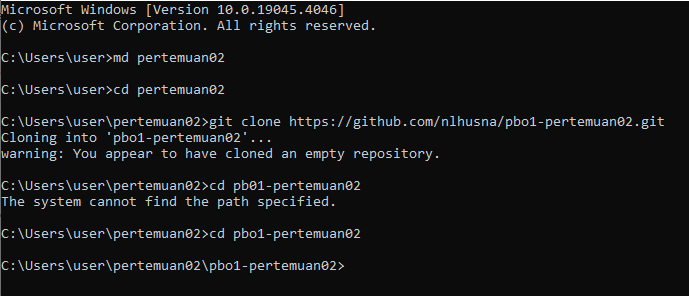 Microsoft Windows [Version 10.0.19045.4046]
(c) Microsoft Corporation. All rights reserved.
C:\Users\user>md pertemuan02
C:\Users\user>cd pertemuan02
C:\Users\user\pertemuan02>git clone https://github.com/nlhusna/pbo1-pertemuan02.git
Cloning into 'pbo1-pertemuan02'...
warning: You appear to have cloned an empty repository.
C:\Users\user\pertemuan02>cd pb01-pertemuan02
The system cannot find the path specified.
C:\Users\user\pertemuan02>cd pbo1-pertemuan02
C:\Users\user\pertemuan02\pbo1-pertemuan02>